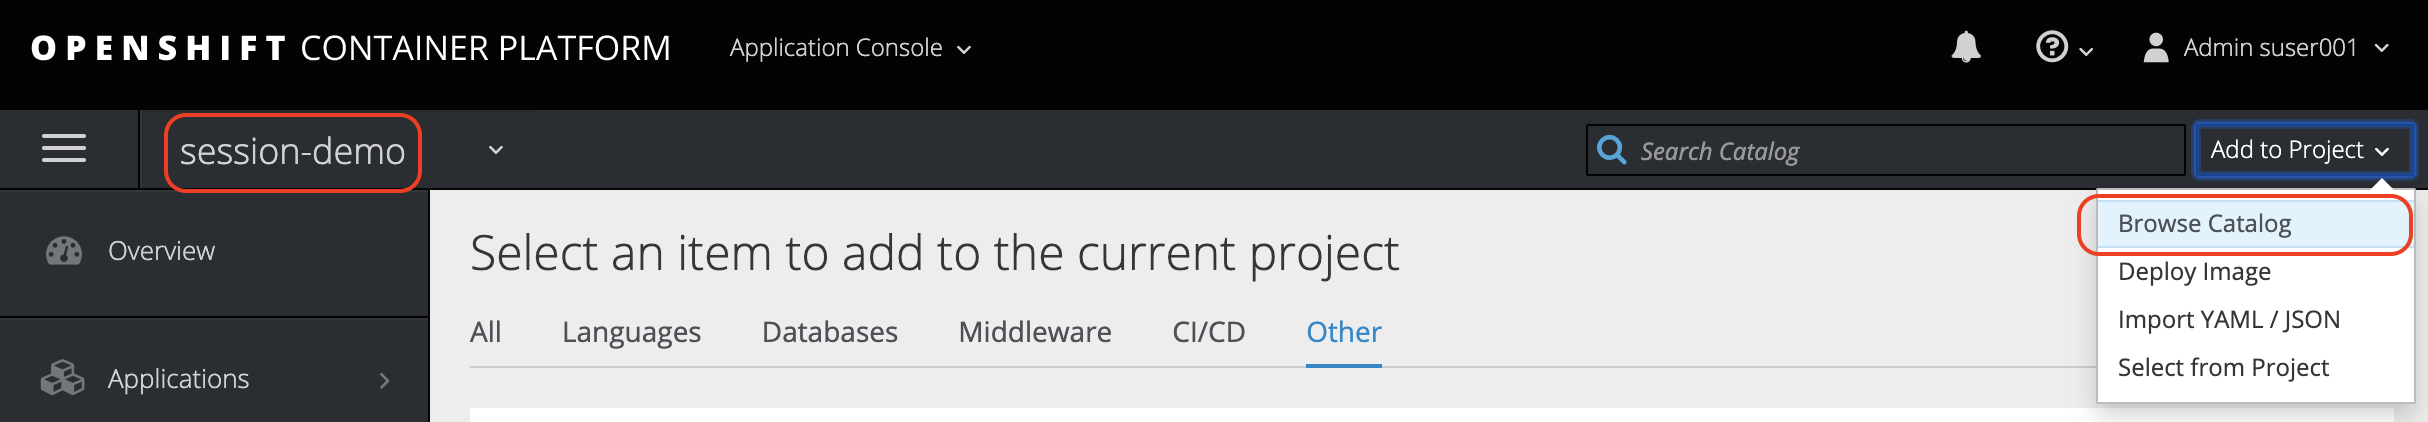 OPENSHIFT CONTAINER PLATFORM Application Console Admin suser001
session-demo Search Catalog Add to Project
Overview
Applications
Select an item to add to the current project
All Languages Databases Middleware CI/CD Other
Browse Catalog
Deploy Image
Import YAML / JSON
Select from Project